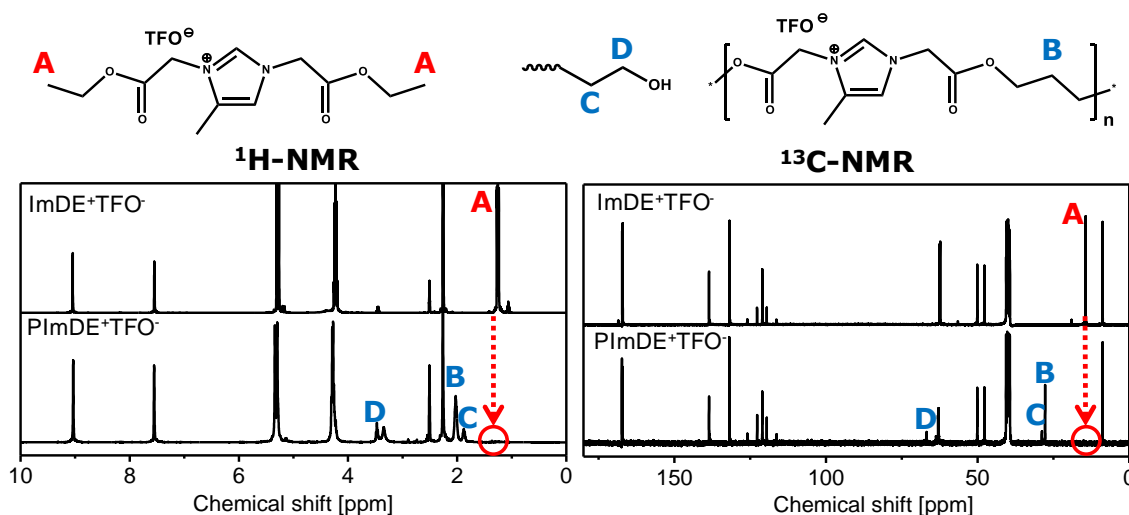 TFO⊖ TFO⊖
A A D B
O N⊕ N O OH * O N⊕ N O *
O O C O O n
¹H-NMR ¹³C-NMR
ImDE⁺TFO⁻ A ImDE⁺TFO⁻ A
PImDE⁺TFO⁻ PImDE⁺TFO⁻
D B C D C B
10 8 6 4 2 0 150 100 50 0
Chemical shift [ppm] Chemical shift [ppm]